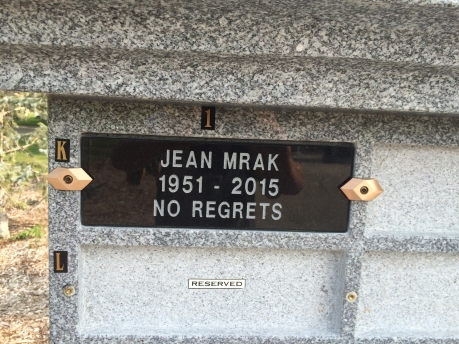 1
K
JEAN MRAK
1951 - 2015
NO REGRETS
L
RESERVED